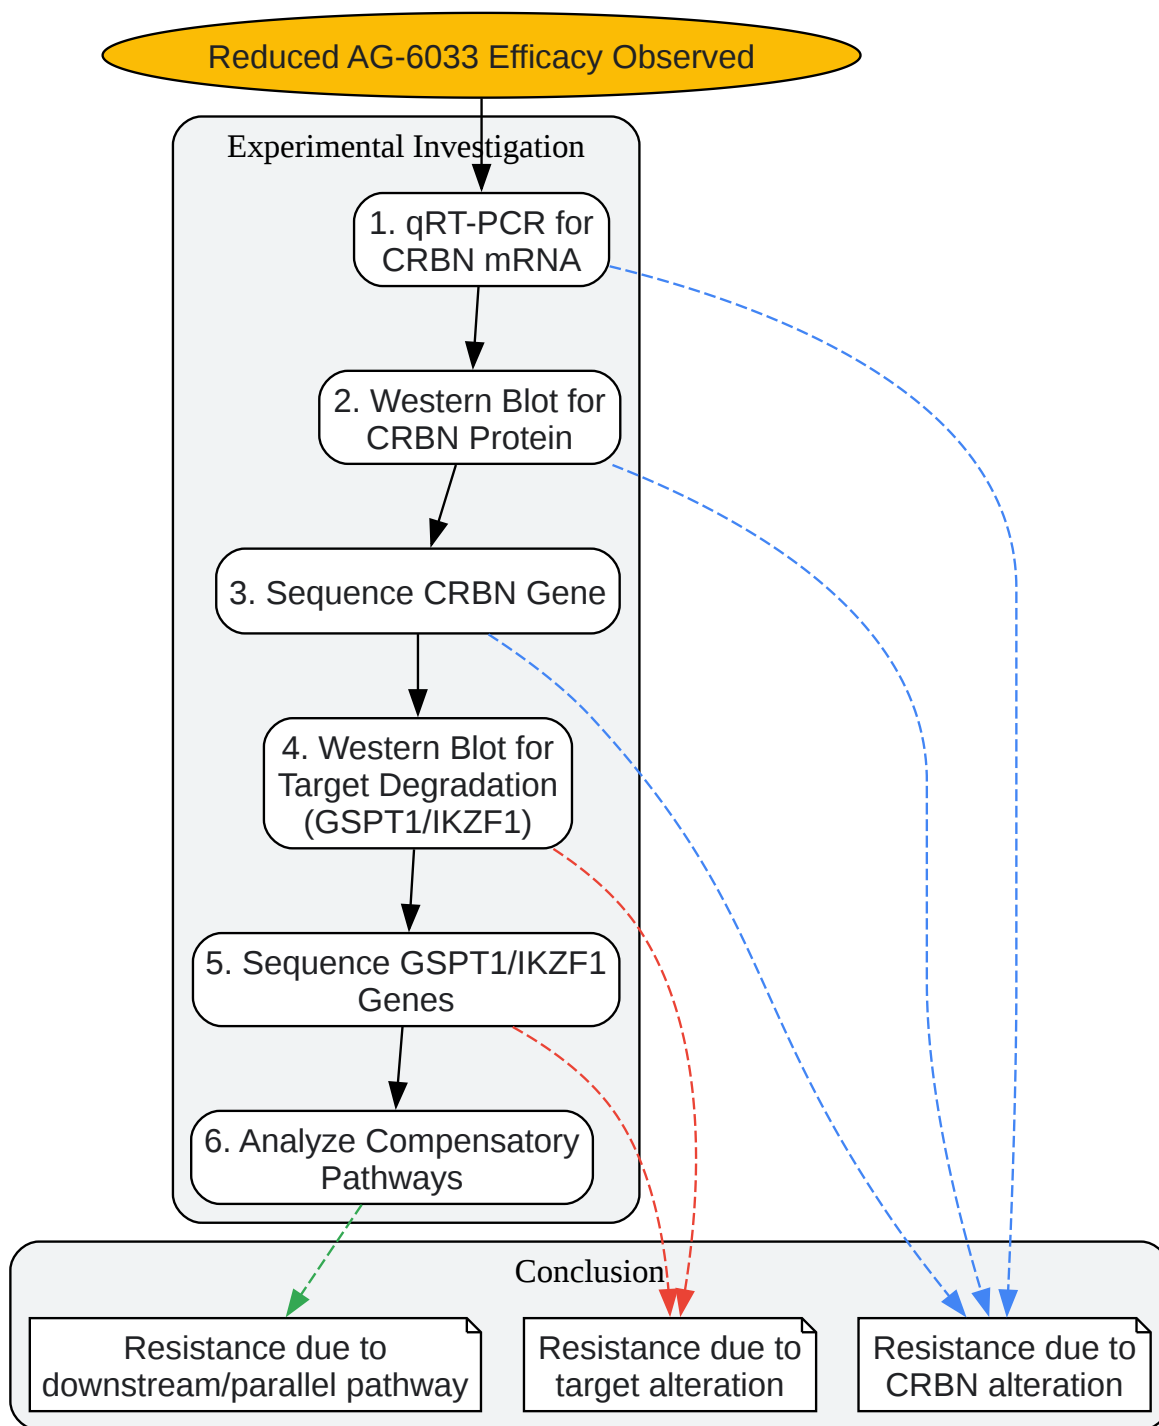 Reduced AG-6033 Efficacy Observed
Experimental Investigation
1. qRT-PCR for
CRBN mRNA
2. Western Blot for
CRBN Protein
3. Sequence CRBN Gene
4. Western Blot for
Target Degradation
(GSPT1/IKZF1)
5. Sequence GSPT1/IKZF1
Genes
6. Analyze Compensatory
Pathways
Conclusion
Resistance due to
downstream/parallel pathway
Resistance due to
target alteration
Resistance due to
CRBN alteration